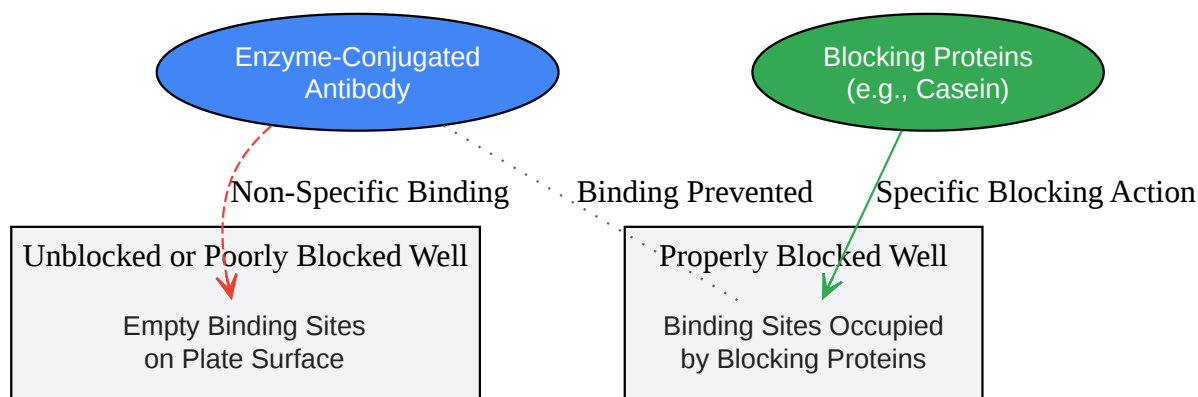 Enzyme-Conjugated
Antibody
Blocking Proteins
(e.g., Casein)
Non-Specific Binding
Binding Prevented
Specific Blocking Action
Unblocked or Poorly Blocked Well
Properly Blocked Well
Empty Binding Sites
on Plate Surface
Binding Sites Occupied
by Blocking Proteins